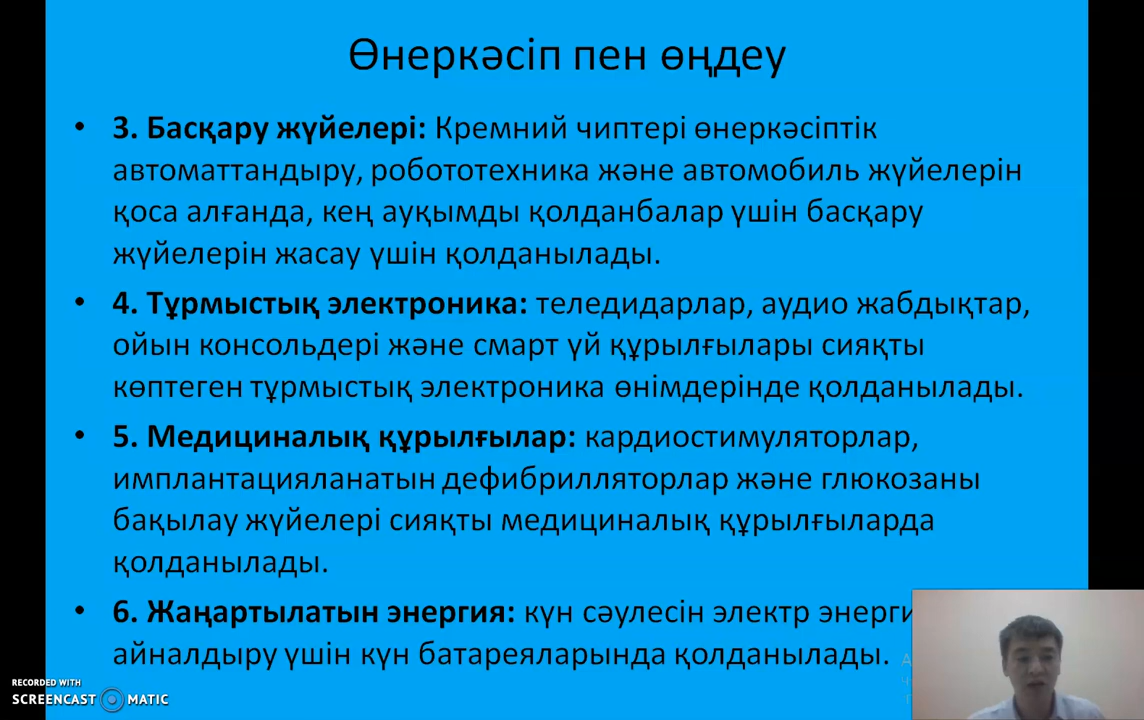 Өнеркәсіп пен өңдеу
• 3. Басқару жүйелері: Кремний чиптері өнеркәсіптік
автоматтандыру, робототехника және автомобиль жүйелерін
қоса алғанда, кең ауқымды қолданбалар үшін басқару
жүйелерін жасау үшін қолданылады.
• 4. Тұрмыстық электроника: теледидарлар, аудио жабдықтар,
ойын консольдері және смарт үй құрылғылары сияқты
көптеген тұрмыстық электроника өнімдерінде қолданылады.
• 5. Медициналық құрылғылар: кардиостимуляторлар,
имплантацияланатын дефибрилляторлар және глюкозаны
бақылау жүйелері сияқты медициналық құрылғыларда
қолданылады.
• 6. Жаңартылатын энергия: күн сәулесін электр
айналдыру үшін күн батареяларында қолданылады.
RECORDED WITH
SCREENCAST MATIC